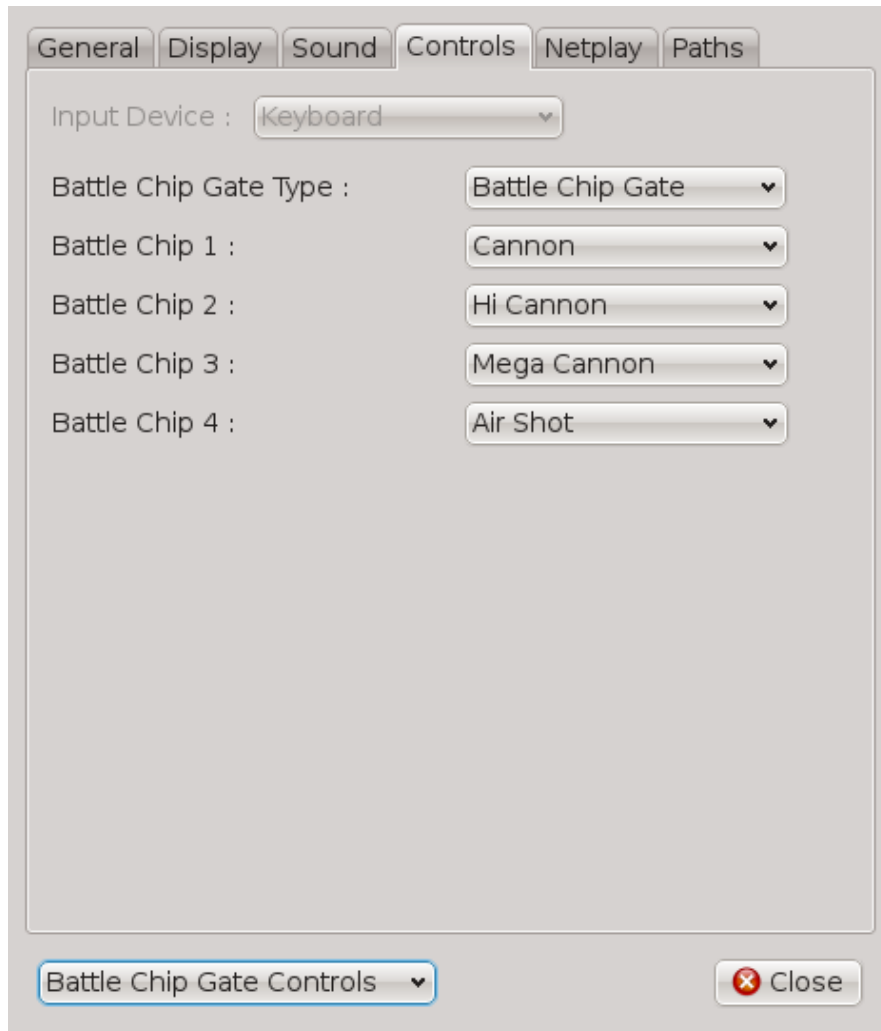 General Display Sound Controls Netplay Paths
Input Device : Keyboard
Battle Chip Gate Type : Battle Chip Gate
Battle Chip 1 : Cannon
Battle Chip 2 : Hi Cannon
Battle Chip 3 : Mega Cannon
Battle Chip 4 : Air Shot
Battle Chip Gate Controls Close